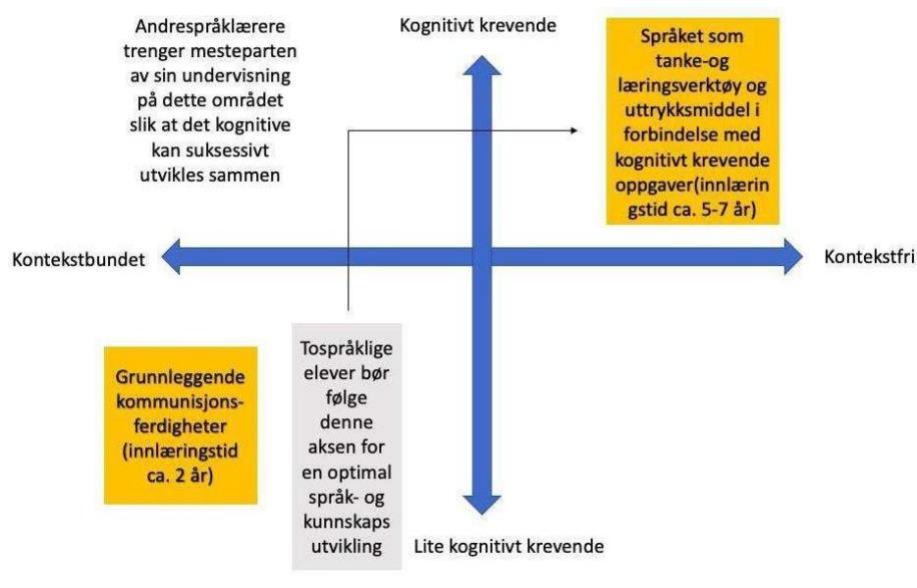 Andrespråklærere
trenger mesteparten
av sin undervisning
på dette området
slik at det kognitive
kan suksessivt
utvikles sammen
Kognitivt krevende
Språket som
tanke-og
læringsverktøy og
uttrykksmiddel i
forbindelse med
kognitivt krevende
oppgaver(innlærin
gstid ca. 5-7 år)
Kontekstbundet
Kontekstfri
Grunnleggende
kommunisjons-
ferdigheter
(innlæringstid
ca. 2 år)
Tospråklige
elever bør
følge
denne
aksen for
en optimal
språk- og
kunnskaps
utvikling
Lite kognitivt krevende